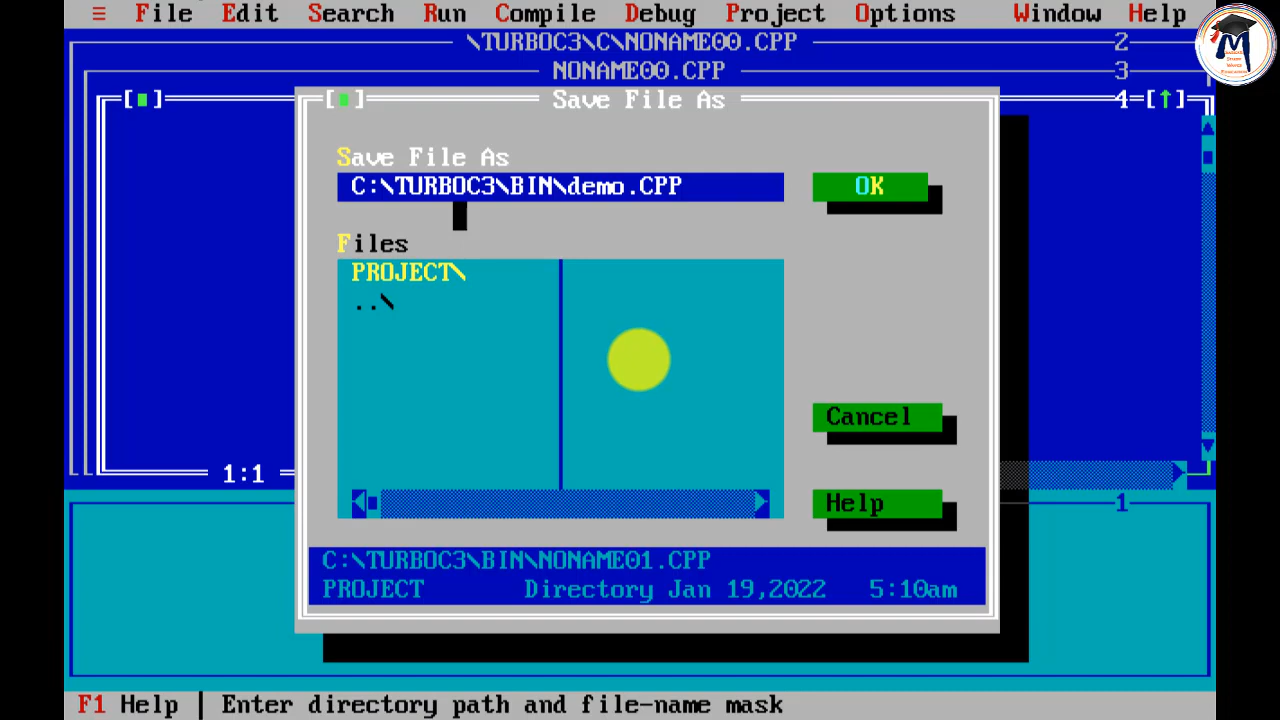 ≡ File Edit Search Run Compile Debug Project Options Window Help
\TURBOC3\C\NONAME00.CPP 2
NONAME00.CPP 3
[■] [■] Save File As 4=[↑]
Save File As
C:\TURBOC3\BIN\demo.CPP OK
Files
PROJECT\
..\
Cancel
1:1
Help 1
C:\TURBOC3\BIN\NONAME01.CPP
PROJECT Directory Jan 19,2022 5:10am
F1 Help | Enter directory path and file-name mask